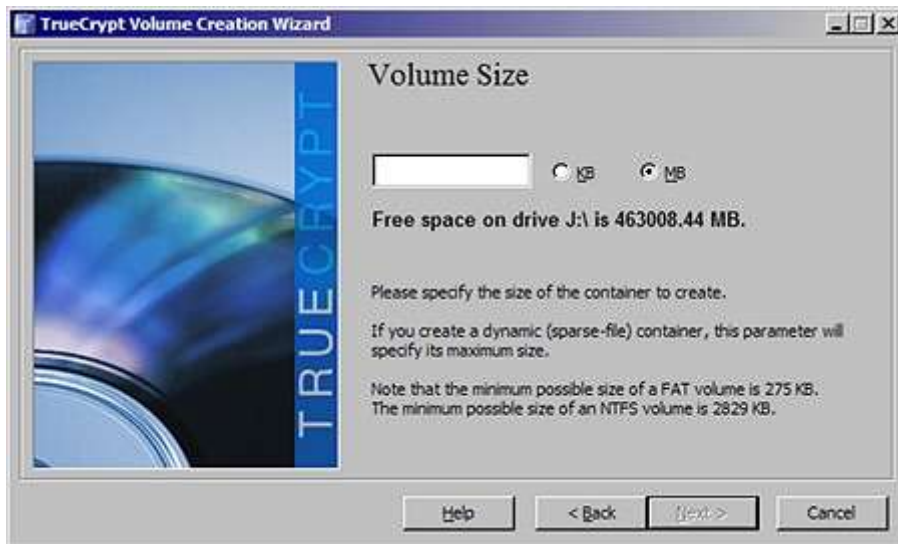 TrueCrypt Volume Creation Wizard
TRUECRYPT
Volume Size
KB
MB
Free space on drive J:\ is 463008.44 MB.
Please specify the size of the container to create.
If you create a dynamic (sparse-file) container, this parameter will
specify its maximum size.
Note that the minimum possible size of a FAT volume is 275 KB.
The minimum possible size of an NTFS volume is 2829 KB.
Help
< Back
Next >
Cancel